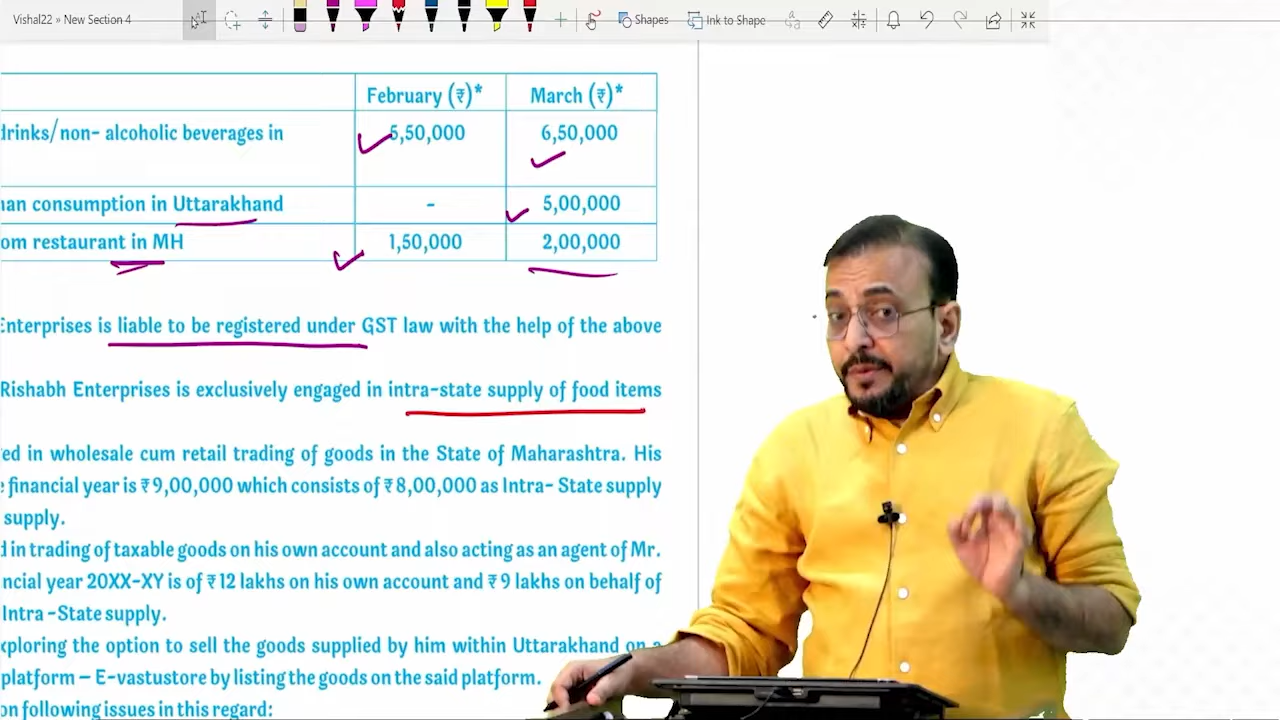 Vishal22 » New Section 4
Shapes
Ink to Shape
February (₹)* March (₹)*
drinks/non- alcoholic beverages in 5,50,000 6,50,000
man consumption in Uttarakhand - 5,00,000
om restaurant in MH 1,50,000 2,00,000
Enterprises is liable to be registered under GST law with the help of the above
Rishabh Enterprises is exclusively engaged in intra-state supply of food items
ed in wholesale cum retail trading of goods in the State of Maharashtra. His
e financial year is ₹9,00,000 which consists of ₹8,00,000 as Intra- State supply
supply.
d in trading of taxable goods on his own account and also acting as an agent of Mr.
ncial year 20XX-XY is of ₹12 lakhs on his own account and ₹9 lakhs on behalf of
Intra -State supply.
xploring the option to sell the goods supplied by him within Uttarakhand on a
platform – E-vastustore by listing the goods on the said platform.
on following issues in this regard: